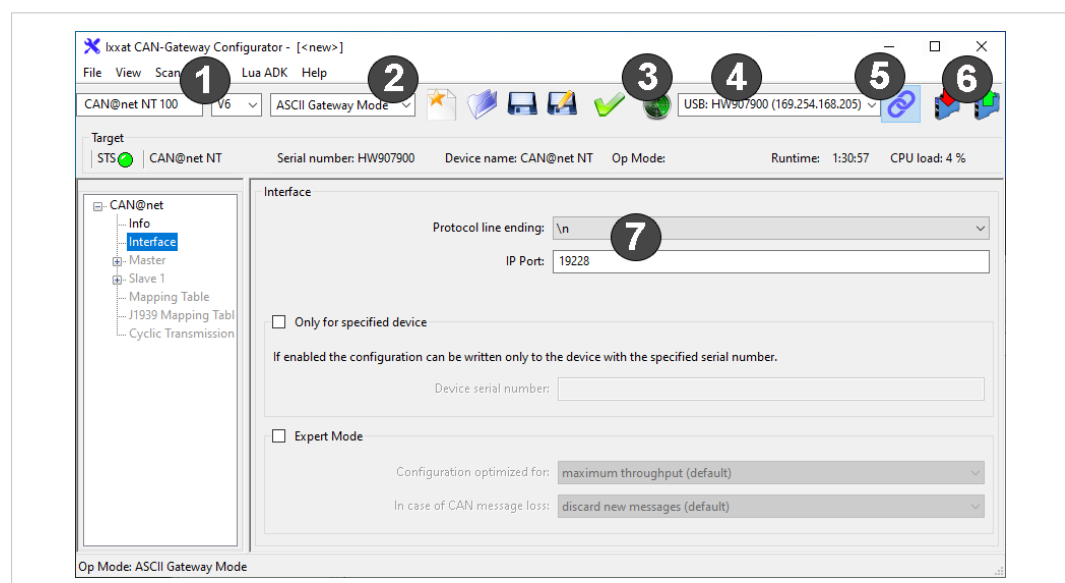 Ixxat CAN-Gateway Configurator - [<new>]
File View Scan Lua ADK Help
1 2 3 4 5 6
CAN@net NT 100 V6 ASCII Gateway Mode USB: HW907900 (169.254.168.205)
Target
STS CAN@net NT Serial number: HW907900 Device name: CAN@net NT Op Mode: Runtime: 1:30:57 CPU load: 4 %
CAN@net
Info
Interface
Master
Slave 1
Mapping Table
J1939 Mapping Tabl
Cyclic Transmission
Interface
Protocol line ending: \n
7
IP Port: 19228
Only for specified device
If enabled the configuration can be written only to the device with the specified serial number.
Device serial number:
Expert Mode
Configuration optimized for: maximum throughput (default)
In case of CAN message loss: discard new messages (default)
Op Mode: ASCII Gateway Mode